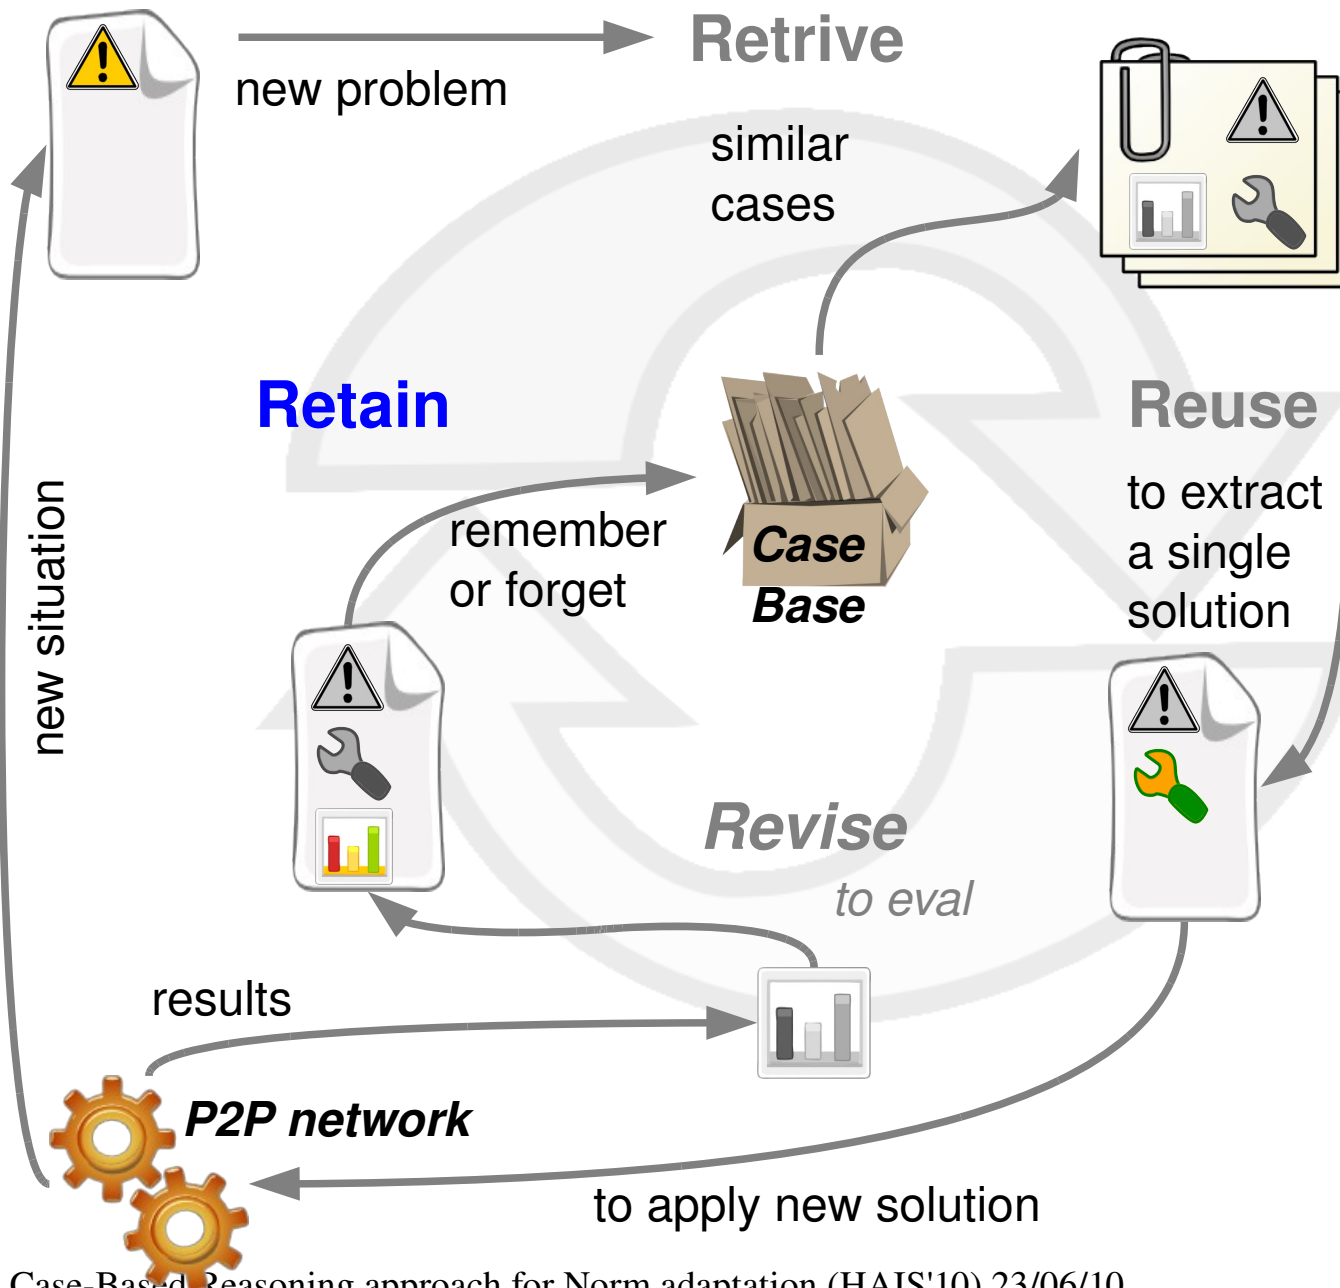 Retrive
new problem
similar
cases
Retain
Reuse
remember
or forget
to extract
a single
solution
Case
Base
new situation
Revise
to eval
results
P2P network
to apply new solution
Case-Based Reasoning approach for Norm adaptation (HAIS'10) 23/06/10